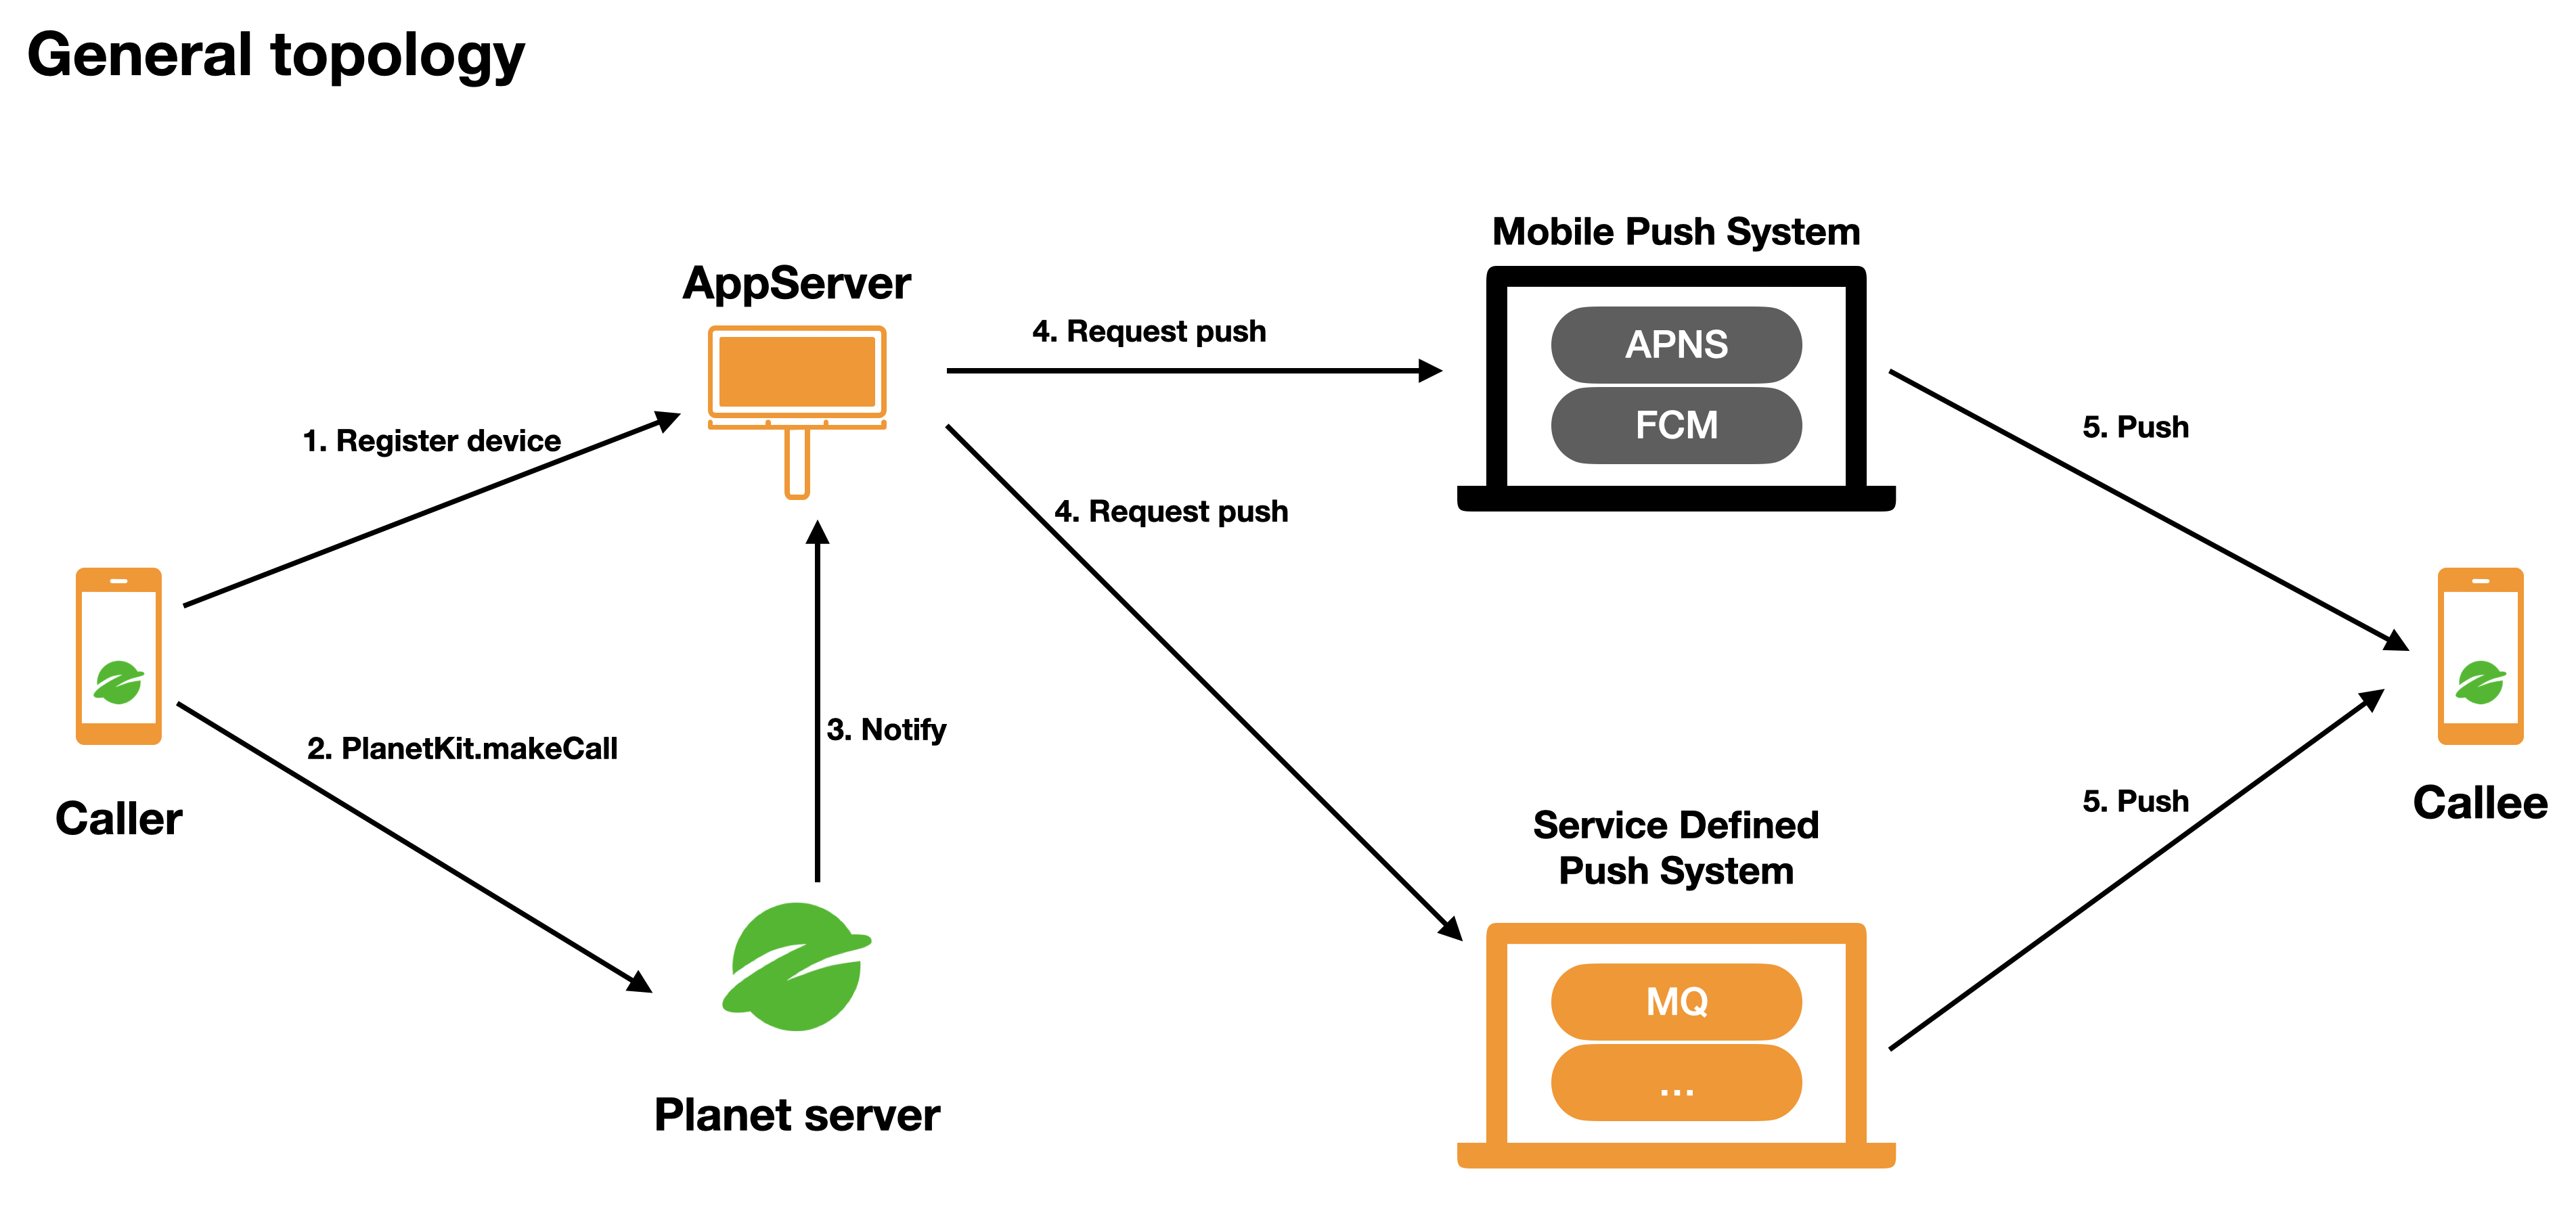 General topology
Mobile Push System
AppServer
4. Request push
APNS
FCM
5. Push
1. Register device
4. Request push
2. PlanetKit.makeCall
3. Notify
Caller
Callee
5. Push
Service Defined
Push System
MQ
...
Planet server